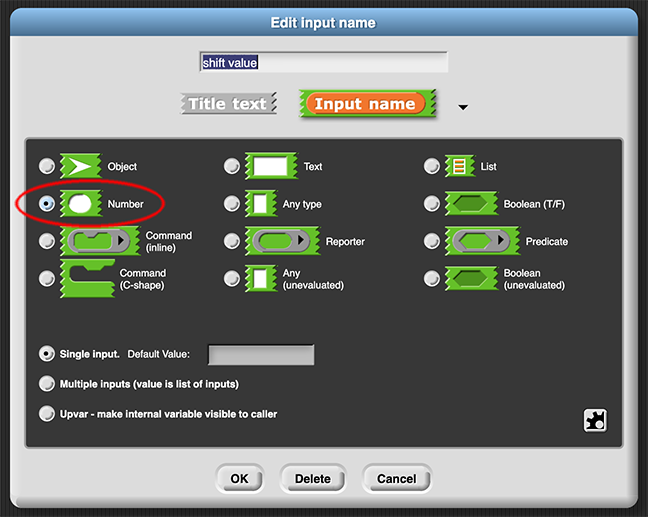 Edit input name
shift value
Title text
Input name
Object
Text
List
Number
Any type
Boolean (T/F)
Command
(inline)
Reporter
Predicate
Command
(C-shape)
Any
(unevaluated)
Boolean
(unevaluated)
Single input. Default Value:
Multiple inputs (value is list of inputs)
Upvar - make internal variable visible to caller
OK
Delete
Cancel